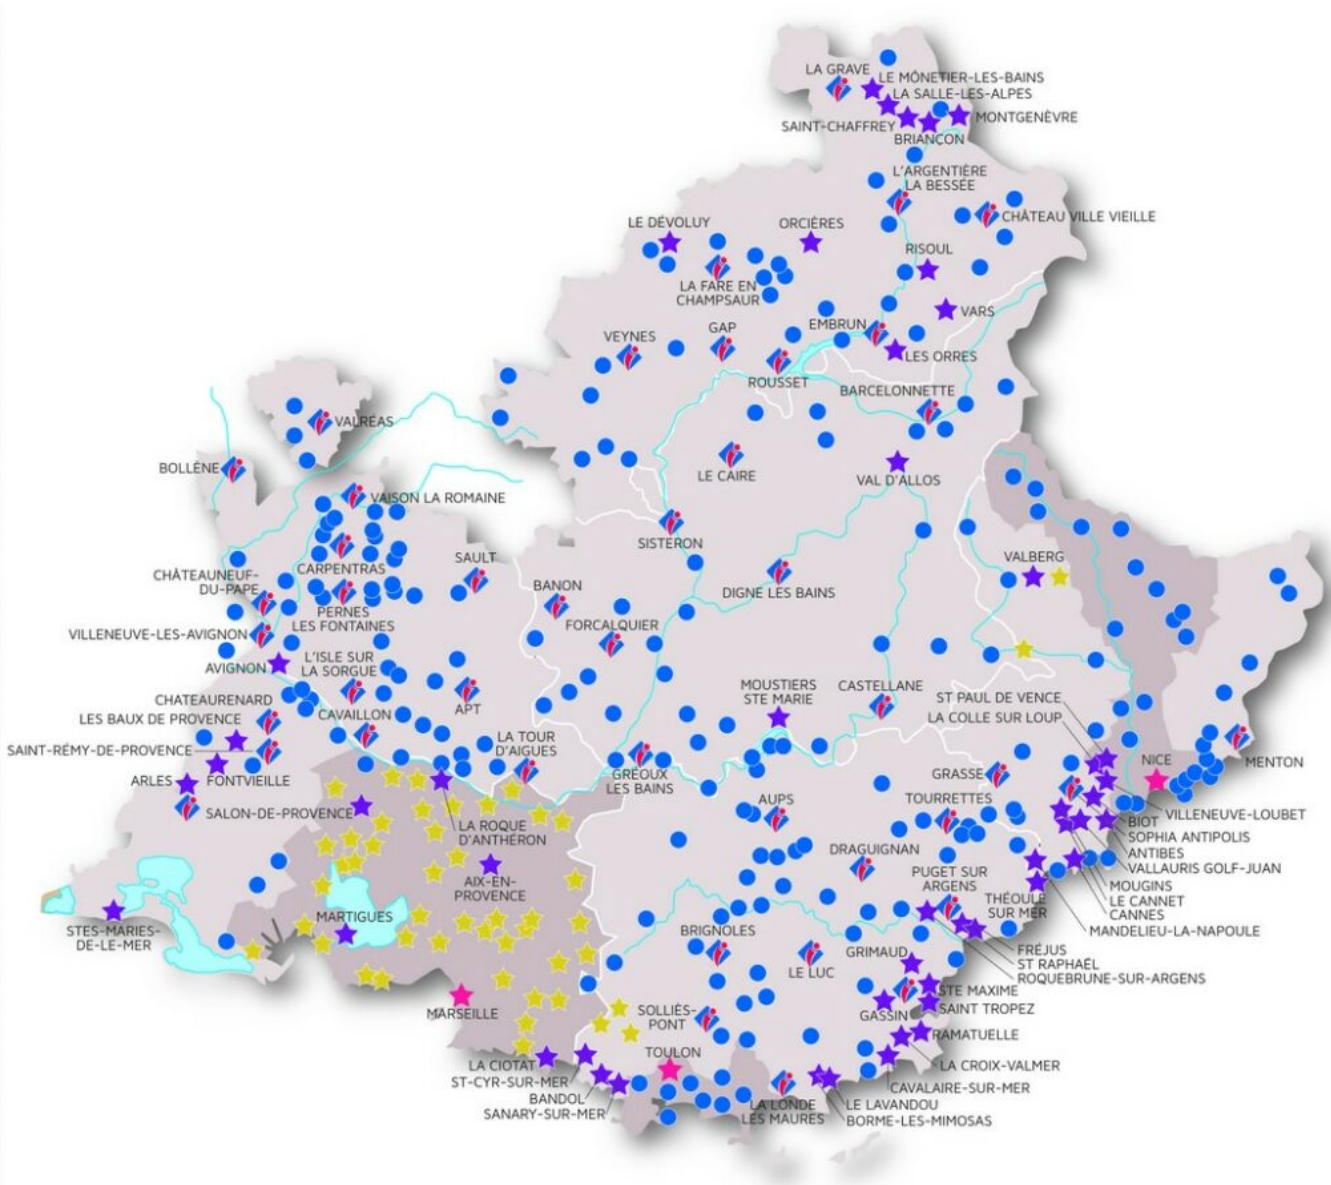 LA GRAVE
LE MÔNETIER-LES-BAINS
LA SALLE-LES-ALPES
SAINT-CHAFFREY
MONTGENÈVRE
BRIANÇON
L'ARGENTIÈRE
LA BESSÉE
CHÂTEAU VILLE VIEILLE
LE DÉVOLUY
ORCIÈRES
RISOUL
LA FARE EN
CHAMPSAUR
VARS
VEYNES
GAP
EMBRUN
LES ORRES
ROUSSET
BARCELONNETTE
VALRÉAS
BOLLÈNE
LE CAIRE
VAL D'ALLOS
VAISON LA ROMAINE
SISTERON
CARPENTRAS
SAULT
VALBERG
CHÂTEAUNEUF-
DU-PAPE
BANON
DIGNE LES BAINS
PERNES
LES FONTAINES
FORCALQUIER
VILLENEUVE-LES-AVIGNON
AVIGNON
L'ISLE SUR
LA SORGUE
MOUSTIERS
STE MARIE
CASTELLANE
ST PAUL DE VENCE
CHATEAURENARD
APT
LES BAUX DE PROVENCE
CAVAILLON
LA COLLE SUR LOUP
LA TOUR
D'AIGUES
SAINT-RÉMY-DE-PROVENCE
NICE
MENTON
ARLES
FONTVIEILLE
GRÉOUX
LES BAINS
GRASSE
SALON-DE-PROVENCE
AUPS
TOURRETTES
VILLENEUVE-LOUBET
LA ROQUE
D'ANTHÉRON
BIOT
SOPHIA ANTIPOLIS
DRAGUIGNAN
ANTIBES
VALLAURIS GOLF-JUAN
AIX-EN-
PROVENCE
PUGET SUR
ARGENS
MOUGINS
THÉOULE
SUR MER
LE CANNET
CANNES
MARTIGUES
MANDELIEU-LA-NAPOULE
STES-MARIES-
DE-LE-MER
BRIGNOLES
LE LUC
GRIMAUD
FRÉJUS
ST RAPHAËL
ROQUEBRUNE-SUR-ARGENS
MARSEILLE
STE MAXIME
SOLLIÈS-
PONT
GASSIN
SAINT TROPEZ
RAMATUELLE
TOULON
LA CIOTAT
LA CROIX-VALMER
ST-CYR-SUR-MER
CAVALAIRE-SUR-MER
BANDOL
LA LONDE
LES MAURES
LE LAVANDOU
SANARY-SUR-MER
BORME-LES-MIMOSAS